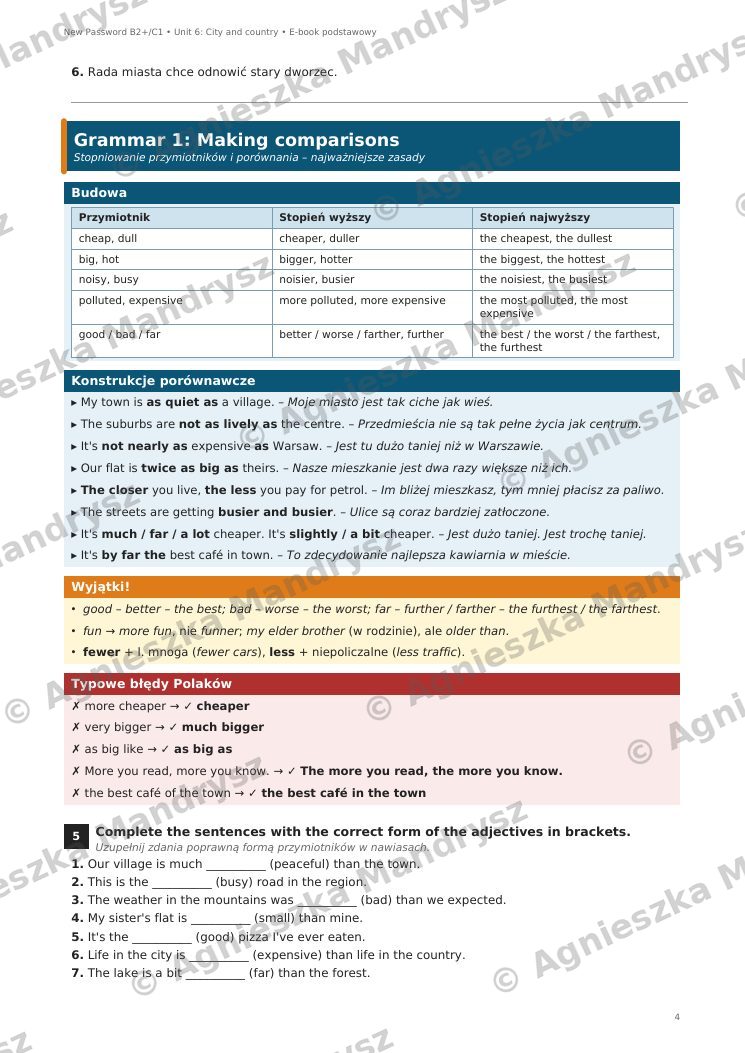 New Password B2+/C1 • Unit 6: City and country • E-book podstawowy
6. Rada miasta chce odnowić stary dworzec.
Grammar 1: Making comparisons
Stopniowanie przymiotników i porównania – najważniejsze zasady
Budowa
Przymiotnik Stopień wyższy Stopień najwyższy
cheap, dull cheaper, duller the cheapest, the dullest
big, hot bigger, hotter the biggest, the hottest
noisy, busy noisier, busier the noisiest, the busiest
polluted, expensive more polluted, more expensive the most polluted, the most
expensive
good / bad / far better / worse / farther, further the best / the worst / the farthest,
the furthest
Konstrukcje porównawcze
▸ My town is as quiet as a village. – Moje miasto jest tak ciche jak wieś.
▸ The suburbs are not as lively as the centre. – Przedmieścia nie są tak pełne życia jak centrum.
▸ It's not nearly as expensive as Warsaw. – Jest tu dużo taniej niż w Warszawie.
▸ Our flat is twice as big as theirs. – Nasze mieszkanie jest dwa razy większe niż ich.
▸ The closer you live, the less you pay for petrol. – Im bliżej mieszkasz, tym mniej płacisz za paliwo.
▸ The streets are getting busier and busier. – Ulice są coraz bardziej zatłoczone.
▸ It's much / far / a lot cheaper. It's slightly / a bit cheaper. – Jest dużo taniej. Jest trochę taniej.
▸ It's by far the best café in town. – To zdecydowanie najlepsza kawiarnia w mieście.
Wyjątki!
• good – better – the best; bad – worse – the worst; far – further / farther – the furthest / the farthest.
• fun → more fun, nie funner; my elder brother (w rodzinie), ale older than.
• fewer + l. mnoga (fewer cars), less + niepoliczalne (less traffic).
Typowe błędy Polaków
✗ more cheaper → ✓ cheaper
✗ very bigger → ✓ much bigger
✗ as big like → ✓ as big as
✗ More you read, more you know. → ✓ The more you read, the more you know.
✗ the best café of the town → ✓ the best café in the town
5 Complete the sentences with the correct form of the adjectives in brackets.
Uzupełnij zdania poprawną formą przymiotników w nawiasach.
1. Our village is much __________ (peaceful) than the town.
2. This is the __________ (busy) road in the region.
3. The weather in the mountains was __________ (bad) than we expected.
4. My sister's flat is __________ (small) than mine.
5. It's the __________ (good) pizza I've ever eaten.
6. Life in the city is __________ (expensive) than life in the country.
7. The lake is a bit __________ (far) than the forest.
4
© Agnieszka Mandrysz